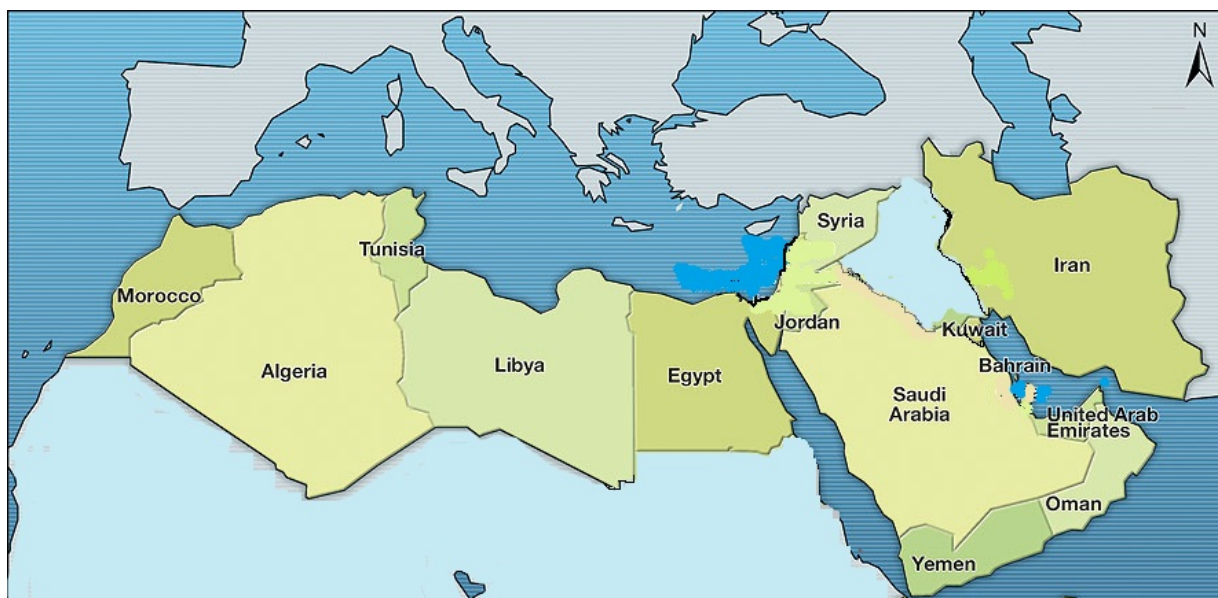 N
Syria
Tunisia
Iran
Morocco
Jordan
Kuwait
Libya
Bahrain
Algeria
Egypt
Saudi
Arabia
United Arab
Emirates
Oman
Yemen